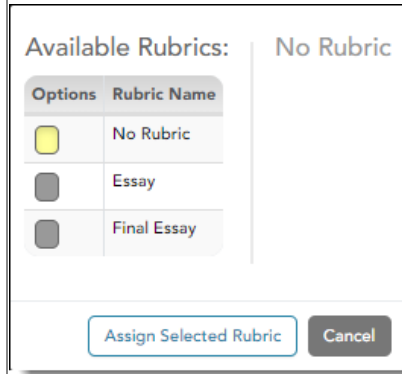 Available Rubrics:
No Rubric
Options Rubric Name
No Rubric
Essay
Final Essay
Assign Selected Rubric
Cancel